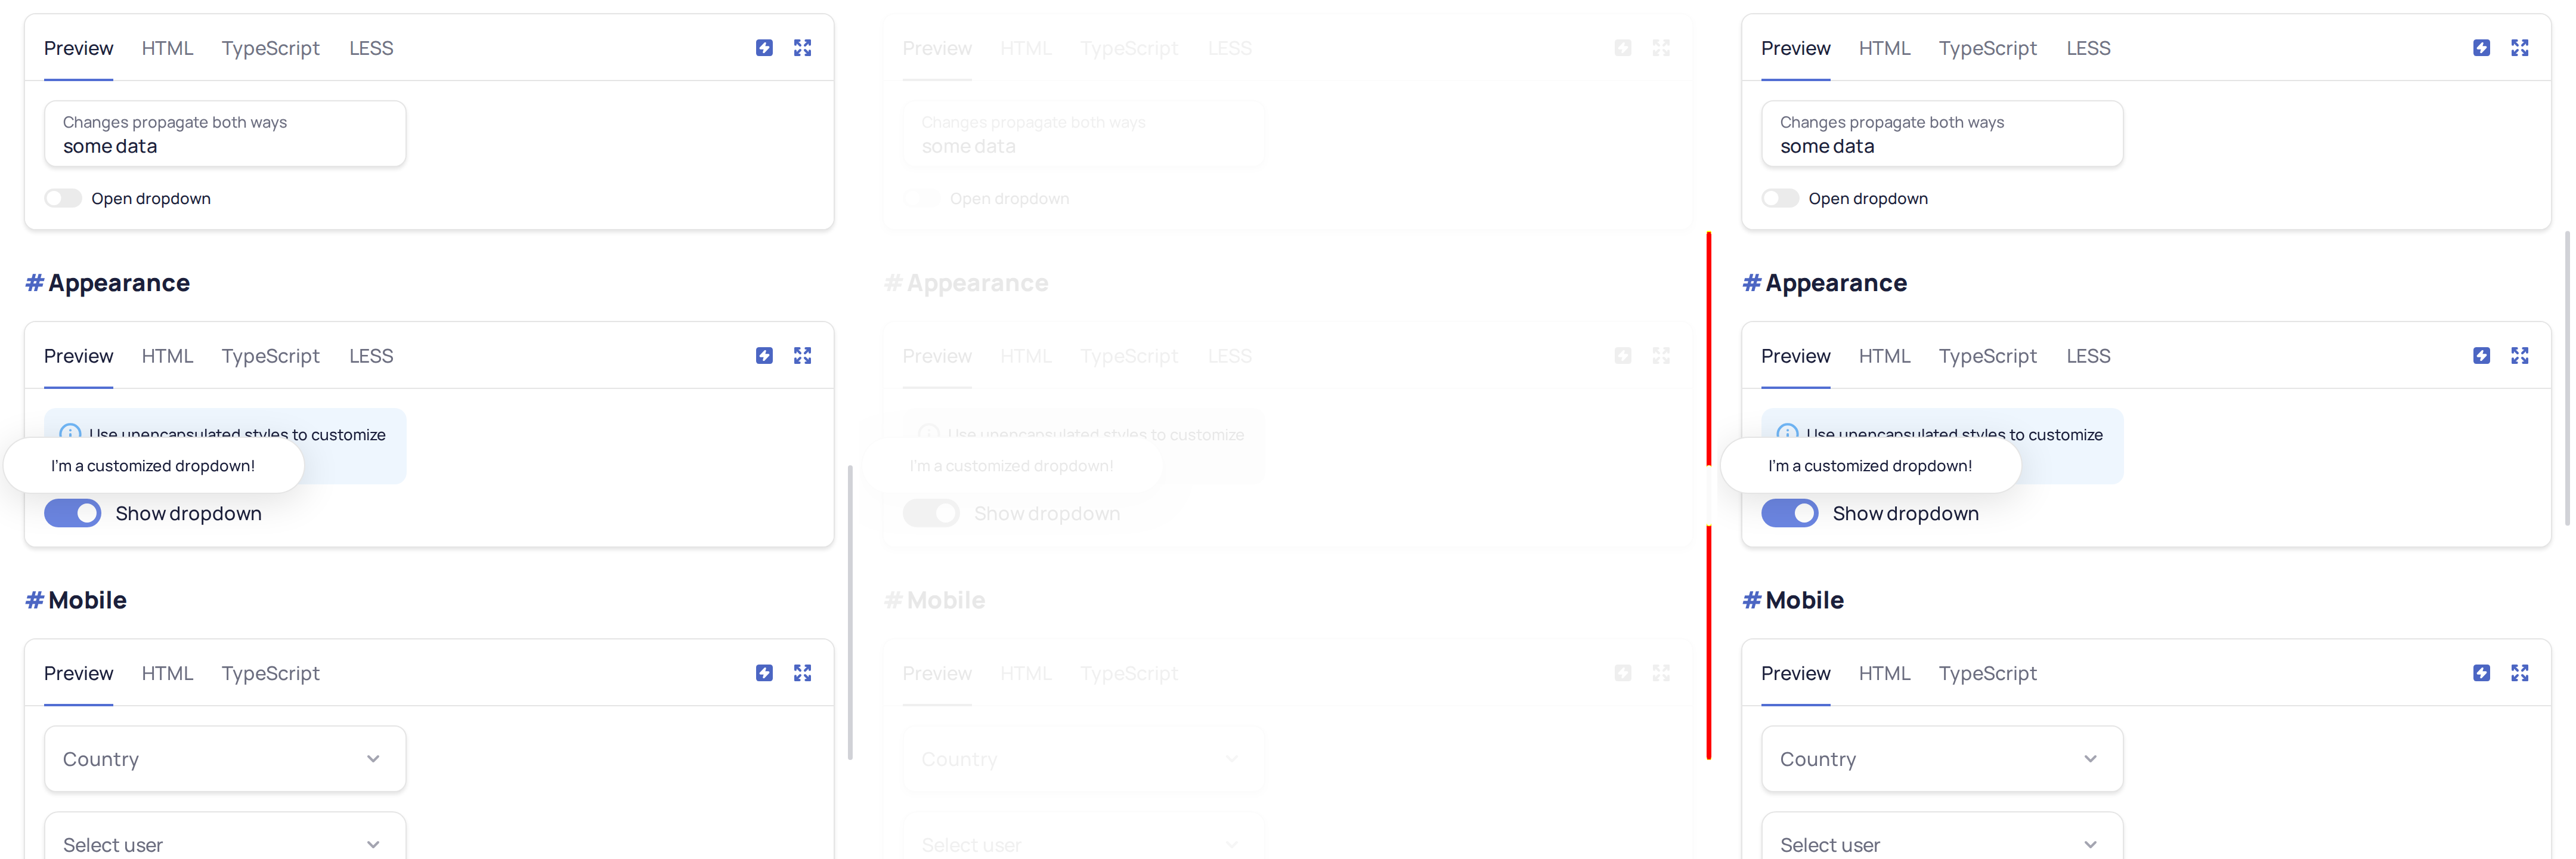 Preview HTML TypeScript LESS
Changes propagate both ways
some data
Open dropdown
# Appearance
Preview HTML TypeScript LESS
Use unencapsulated styles to customize
I'm a customized dropdown!
Show dropdown
# Mobile
Preview HTML TypeScript
Country
Select user
Preview HTML TypeScript LESS
Changes propagate both ways
some data
Open dropdown
# Appearance
Preview HTML TypeScript LESS
Use unencapsulated styles to customize
I'm a customized dropdown!
Show dropdown
# Mobile
Preview HTML TypeScript
Country
Select user
Preview HTML TypeScript LESS
Changes propagate both ways
some data
Open dropdown
# Appearance
Preview HTML TypeScript LESS
Use unencapsulated styles to customize
I'm a customized dropdown!
Show dropdown
# Mobile
Preview HTML TypeScript
Country
Select user